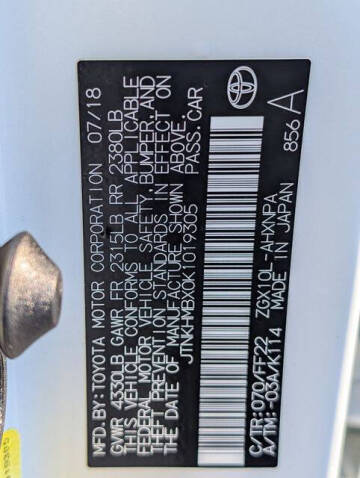 MFD.BY: TOYOTA MOTOR CORPORATION 07/18
GVWR 4330LB GAWR FR 2315LB RR 2380LB
THIS VEHICLE CONFORMS TO ALL APPLICABLE
FEDERAL MOTOR VEHICLE SAFETY, BUMPER, AND
THEFT PREVENTION STANDARDS IN EFFECT ON
THE DATE OF MANUFACTURE SHOWN ABOVE.
JTNKHMBX0K1019305 PASS.CAR
C/TR:070/FF22 ZGX10L-AHXNPA
A/TM:-03A/K114 MADE IN JAPAN 856 A